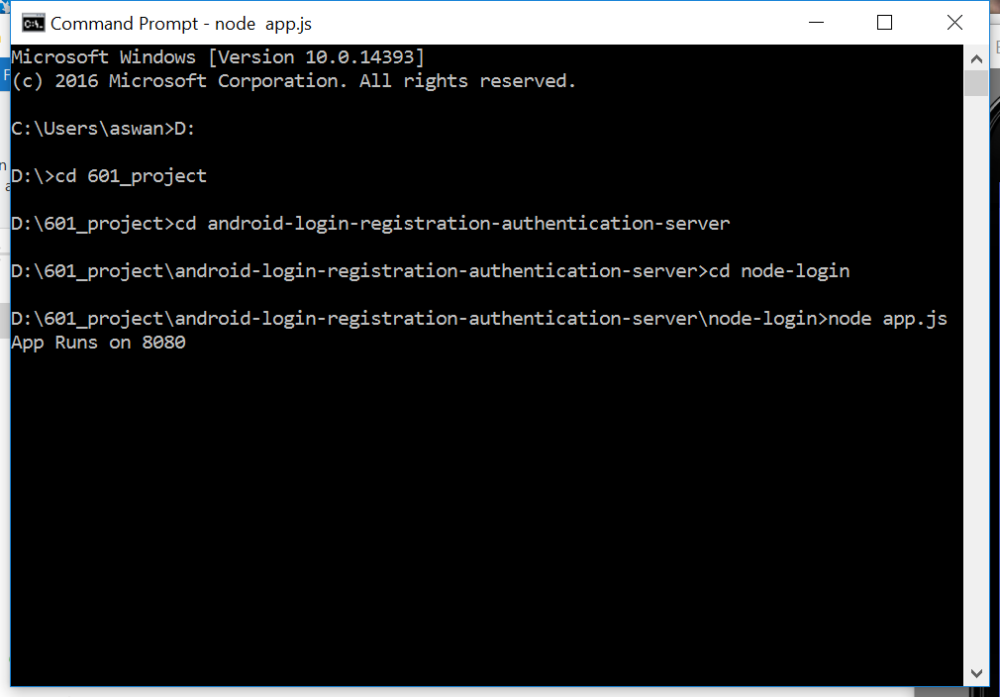 Command Prompt - node  app.js
Microsoft Windows [Version 10.0.14393]
(c) 2016 Microsoft Corporation. All rights reserved.
C:\Users\aswan>D:
D:\>cd 601_project
D:\601_project>cd android-login-registration-authentication-server
D:\601_project\android-login-registration-authentication-server>cd node-login
D:\601_project\android-login-registration-authentication-server\node-login>node app.js
App Runs on 8080